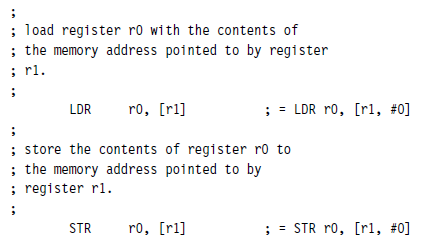 ;
; load register r0 with the contents of
; the memory address pointed to by register
; r1.
;
LDR r0, [r1] ; = LDR r0, [r1, #0]
;
; store the contents of register r0 to
; the memory address pointed to by
; register r1.
;
STR r0, [r1] ; = STR r0, [r1, #0]